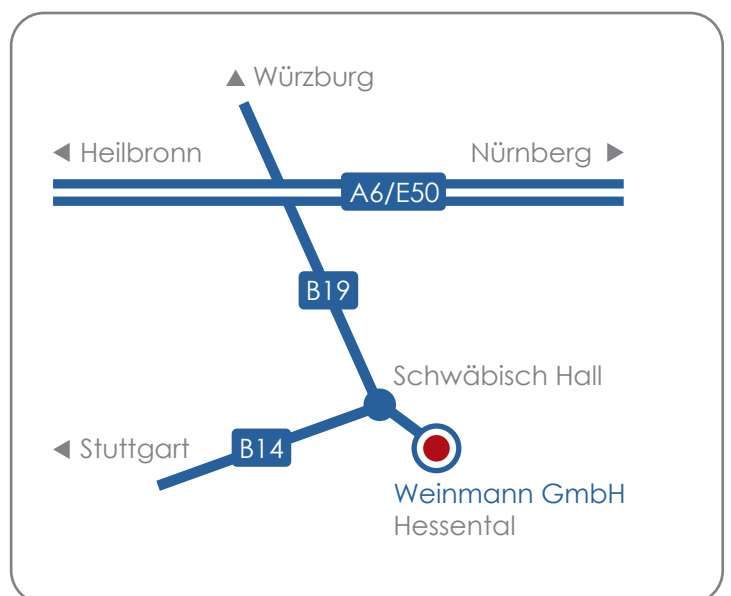 ▲ Würzburg
◀ Heilbronn
Nürnberg ▶
A6/E50
B19
Schwäbisch Hall
◀ Stuttgart
B14
Weinmann GmbH
Hessental